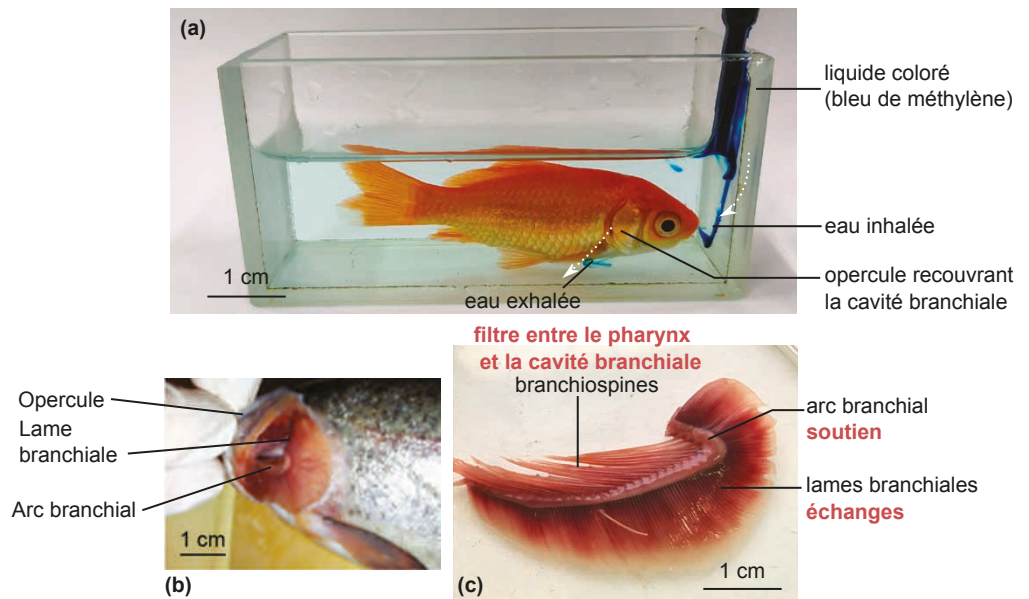 (a)
liquide coloré
(bleu de méthylène)
eau inhalée
opercule recouvrant
la cavité branchiale
1 cm
eau exhalée
filtre entre le pharynx
et la cavité branchiale
branchiospines
Opercule
Lame
branchiale
Arc branchial
1 cm
(b)
arc branchial
soutien
lames branchiales
échanges
1 cm
(c)